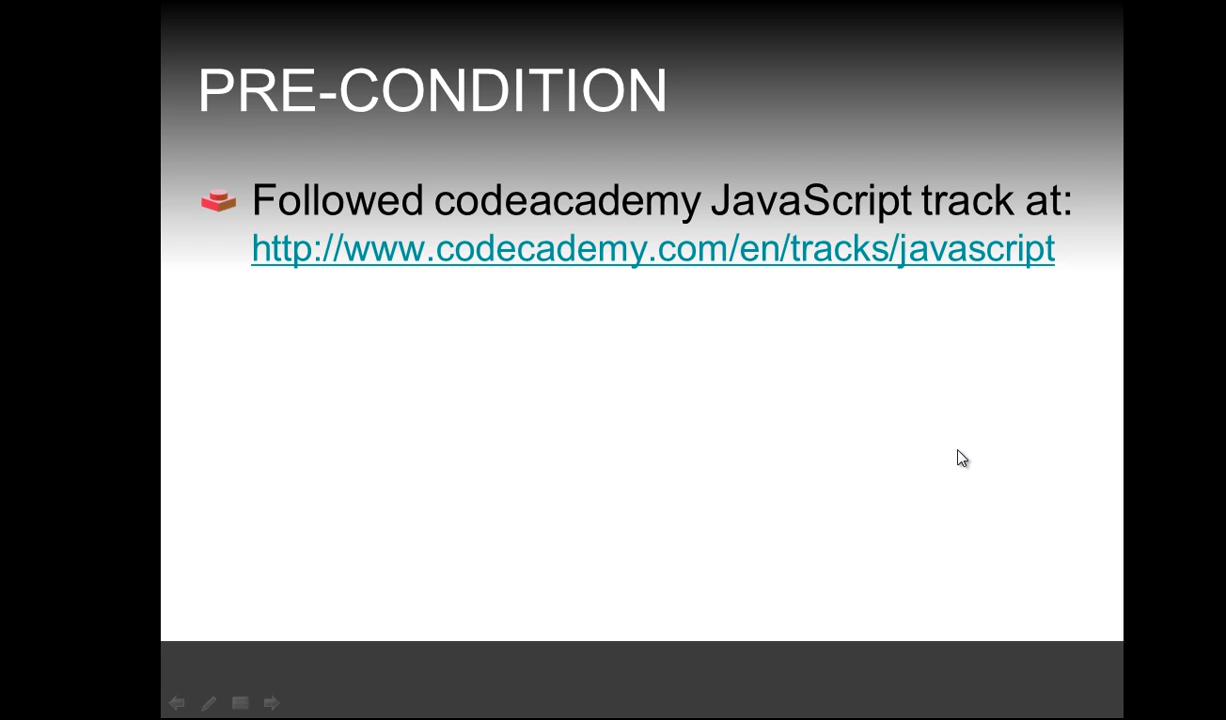 PRE-CONDITION
Followed codeacademy JavaScript track at:
http://www.codecademy.com/en/tracks/javascript